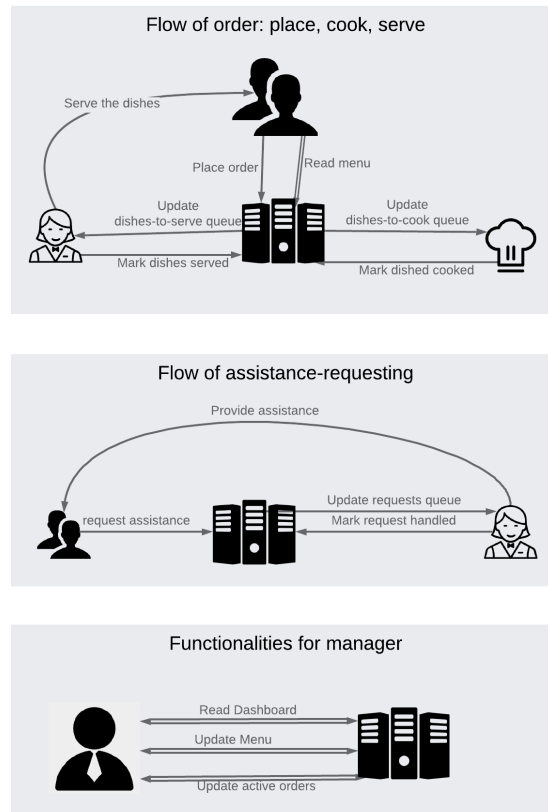 Flow of order: place, cook, serve
Serve the dishes
Place order
Read menu
Update
dishes-to-serve queue
Update
dishes-to-cook queue
Mark dishes served
Mark dished cooked
Flow of assistance-requesting
Provide assistance
request assistance
Update requests queue
Mark request handled
Functionalities for manager
Read Dashboard
Update Menu
Update active orders